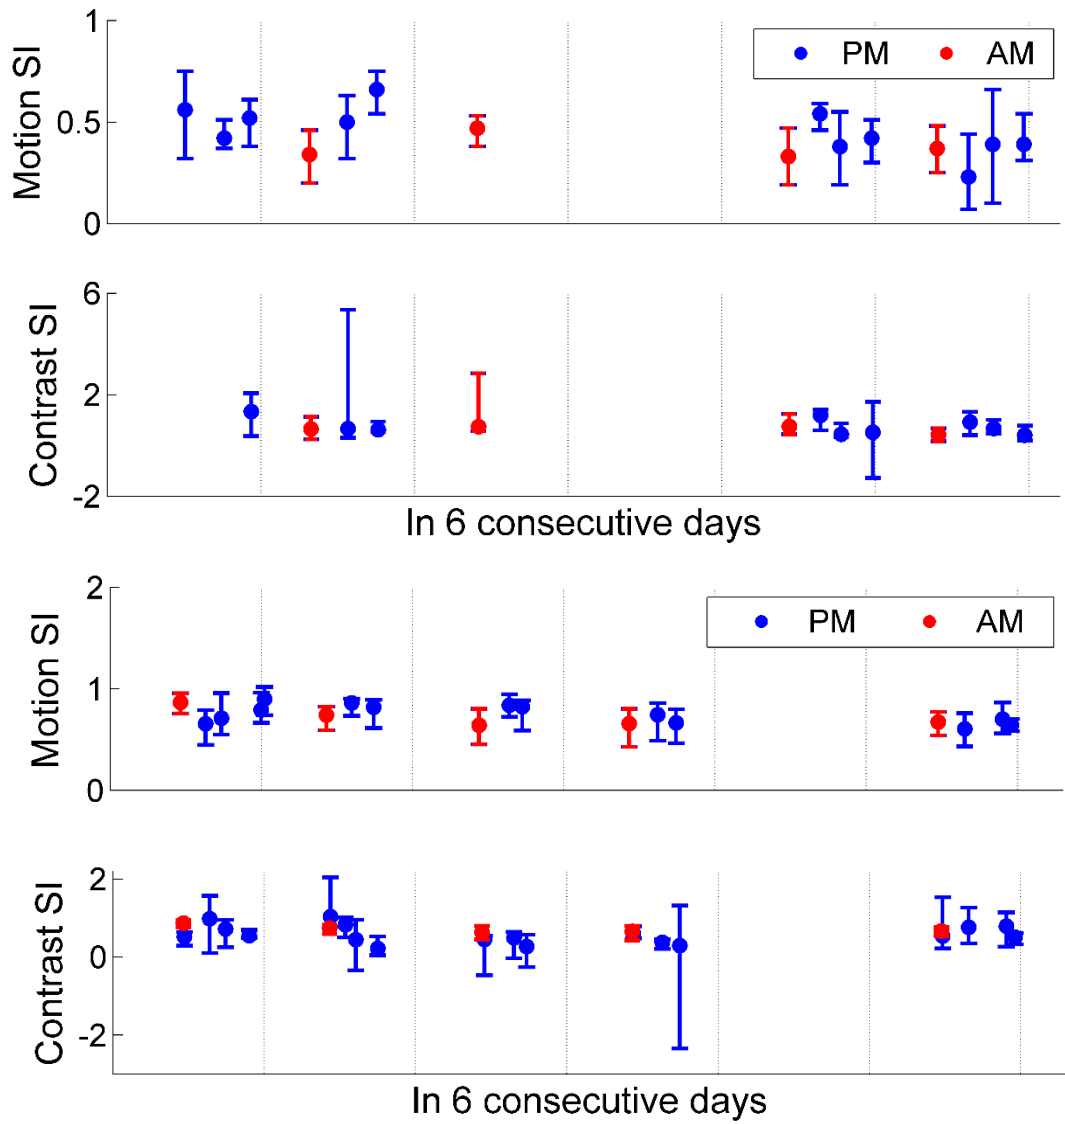 Motion SI
1
0.5
0
PM AM
Contrast SI
6
2
-2
In 6 consecutive days
Motion SI
2
1
0
PM AM
Contrast SI
2
0
-2
In 6 consecutive days